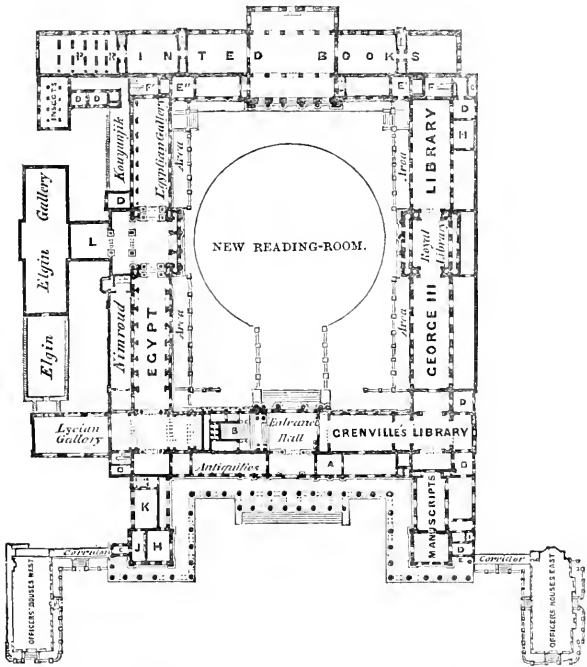 PRINTED BOOKS
F"
E"
E
F
C
INSCPTS
D
D
D
H
Kouyunjik
Egyptian Gallery
Area
Area
LIBRARY
D
Elgin Gallery
L
NEW READING-ROOM.
Royal Library
Nimroud
EGYPT
Area
Area
GEORGE III
Elgin
D
Lycian Gallery
B
Entrance Hall
GRENVILLE'S LIBRARY
Antiquities
A
D
K
MANUSCRIPTS
J
H
D
Corridor
C
Corridor
OFFICERS' HOUSES WEST
OFFICERS HOUSES EAST